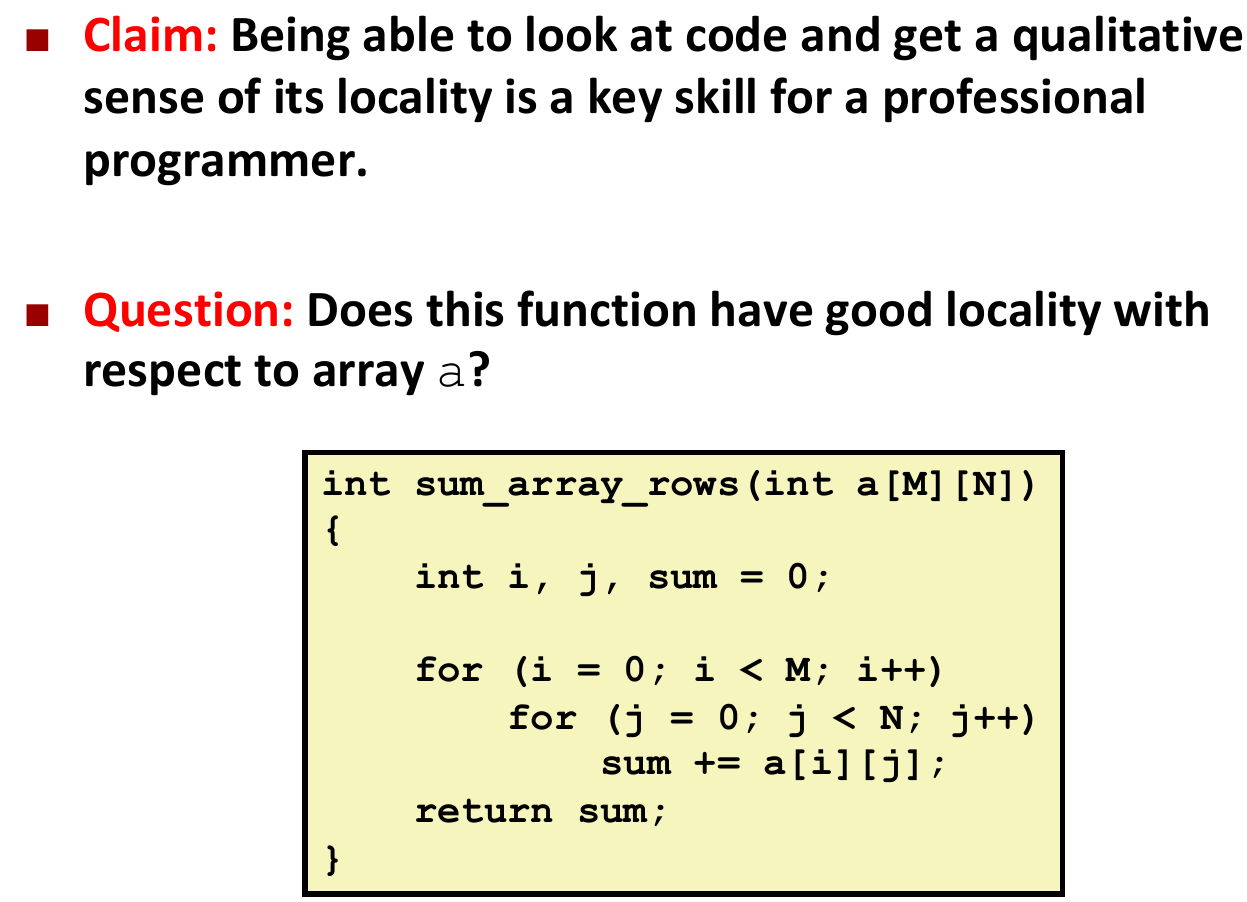 ■ Claim: Being able to look at code and get a qualitative
sense of its locality is a key skill for a professional
programmer.
■ Question: Does this function have good locality with
respect to array a?
int sum_array_rows(int a[M][N])
{
    int i, j, sum = 0;
    for (i = 0; i < M; i++)
        for (j = 0; j < N; j++)
            sum += a[i][j];
    return sum;
}